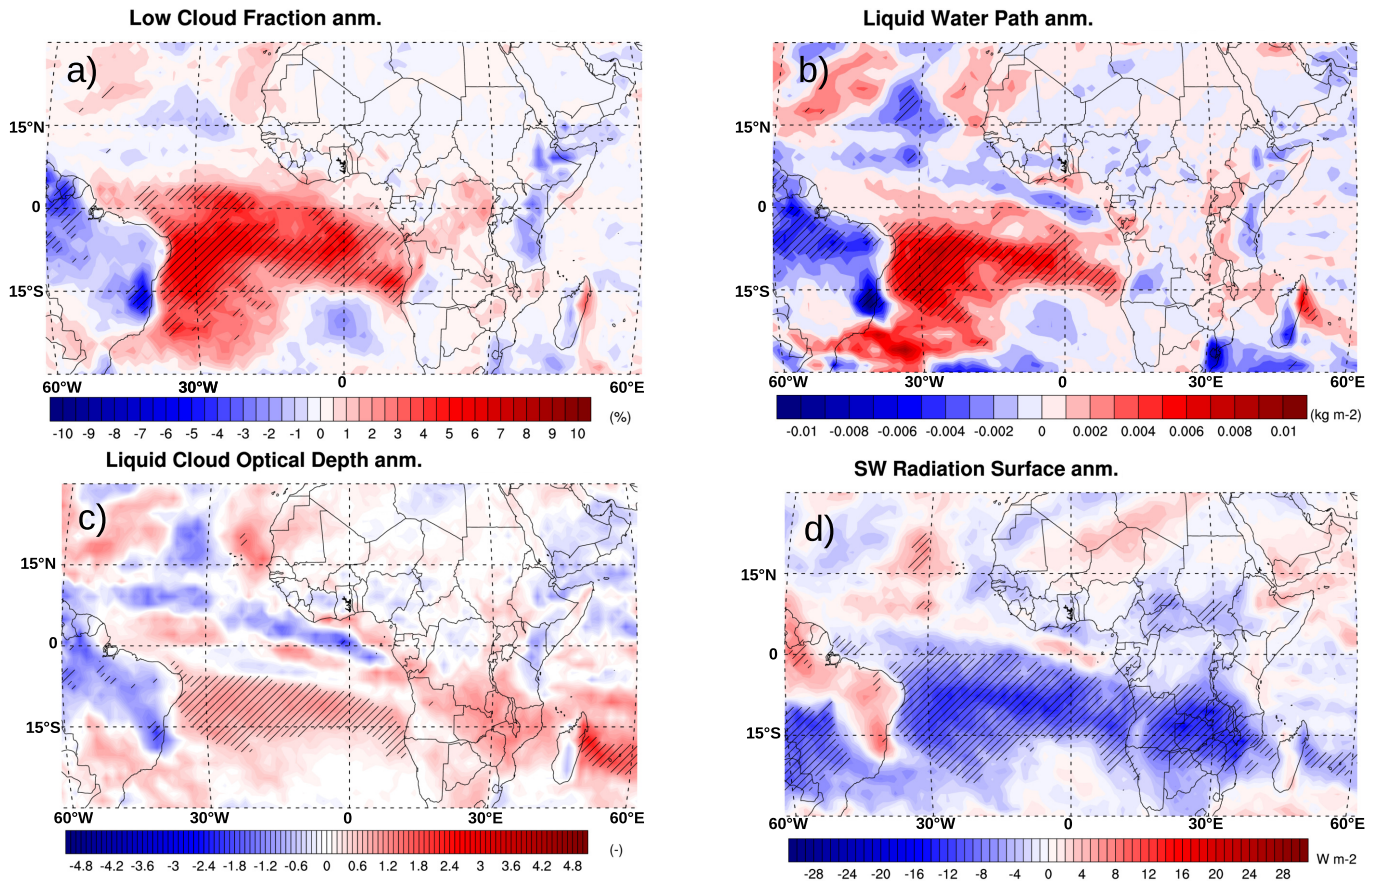 Low Cloud Fraction anm.
Liquid Water Path anm.
a)
b)
15°N
0
15°S
60°W 30°W 0 60°E
15°N
0
15°S
60°W 30°W 0 30°E 60°E
-10 -9 -8 -7 -6 -5 -4 -3 -2 -1 0 1 2 3 4 5 6 7 8 9 10 (%)
-0.01 -0.008 -0.006 -0.004 -0.002 0 0.002 0.004 0.006 0.008 0.01 (kg m-2)
Liquid Cloud Optical Depth anm.
SW Radiation Surface anm.
c)
d)
15°N
0
15°S
60°W 30°W 0 30°E 60°E
15°N
0
15°S
60°W 30°W 0 30°E 60°E
-4.8 -4.2 -3.6 -3 -2.4 -1.8 -1.2 -0.6 0 0.6 1.2 1.8 2.4 3 3.6 4.2 4.8 (-)
-28 -24 -20 -16 -12 -8 -4 0 4 8 12 16 20 24 28 W m-2